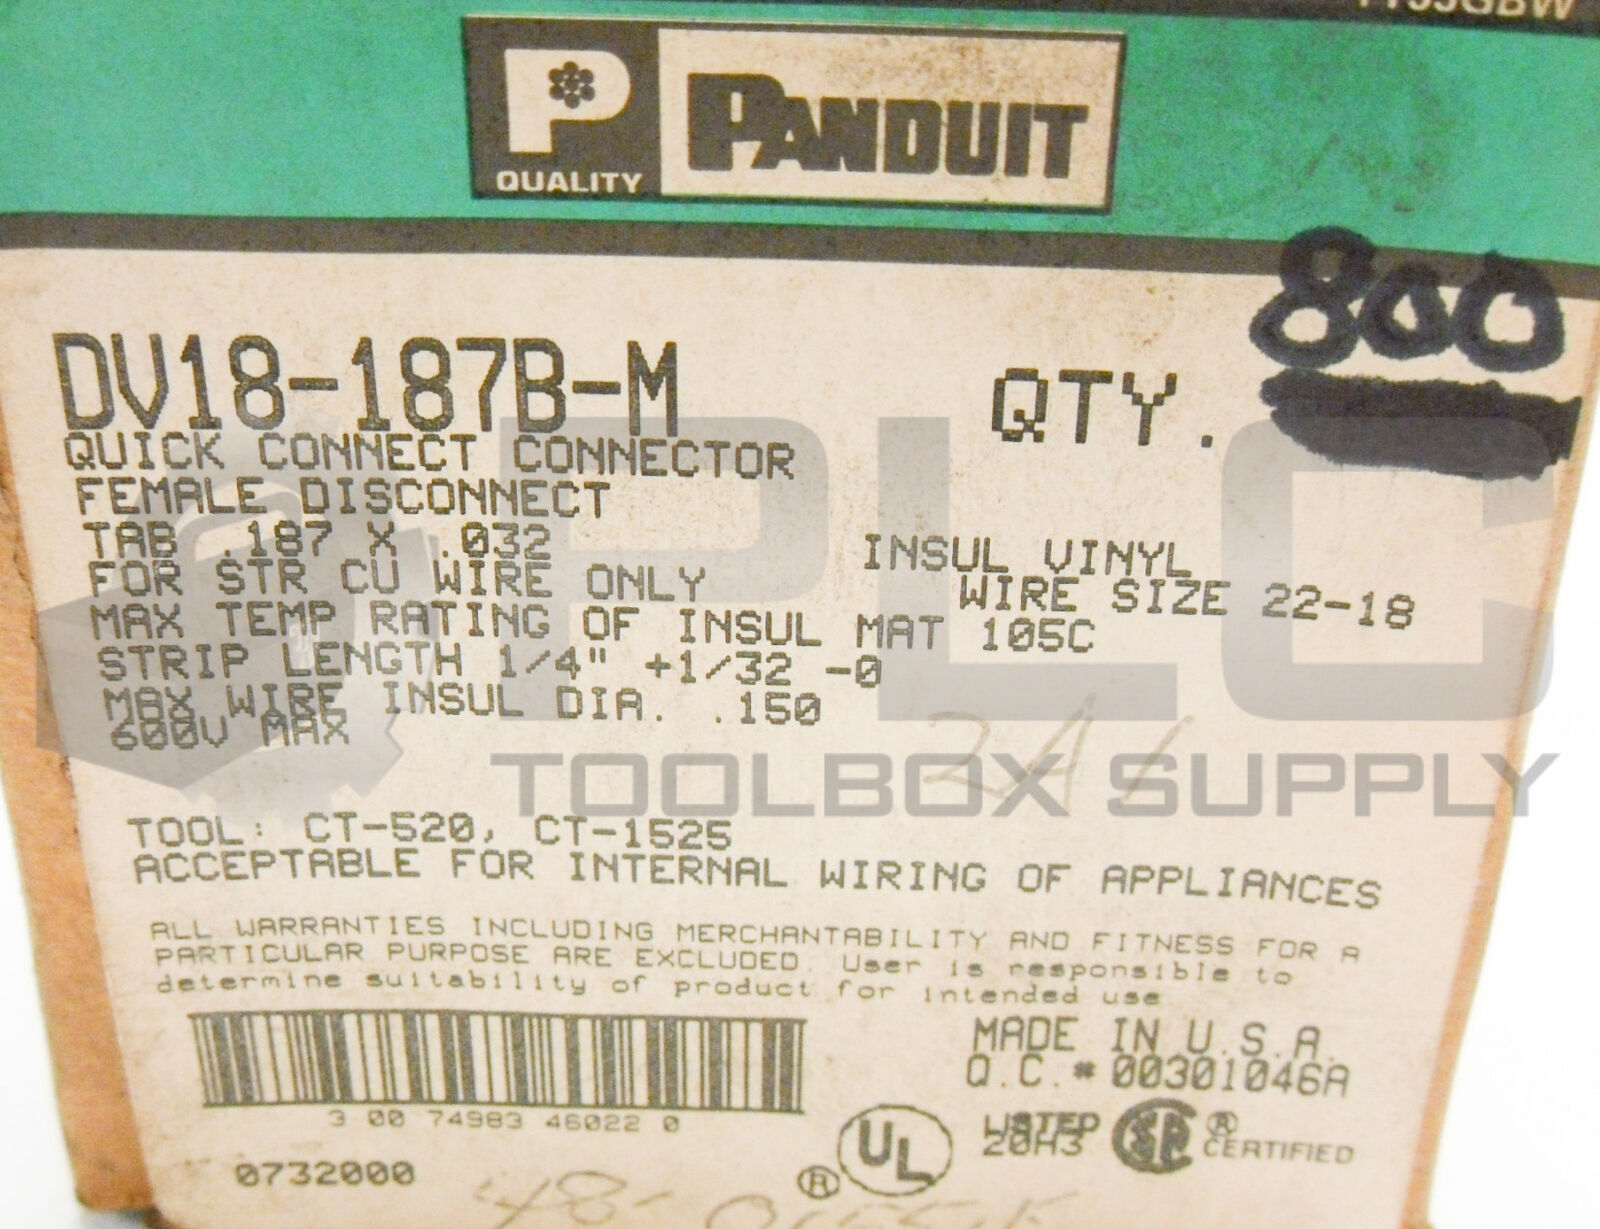 QUALITY
PANDUIT
800
DV18-187B-M
QTY.
QUICK CONNECT CONNECTOR
FEMALE DISCONNECT
TAB .187 X .032
INSUL VINYL
FOR STR CU WIRE ONLY
WIRE SIZE 22-18
MAX TEMP RATING OF INSUL MAT 105C
STRIP LENGTH 1/4" +1/32 -0
MAX WIRE INSUL DIA. .150
600V MAX
2A1
PLC
TOOLBOX SUPPLY
TOOL: CT-520, CT-1525
ACCEPTABLE FOR INTERNAL WIRING OF APPLIANCES
ALL WARRANTIES INCLUDING MERCHANTABILITY AND FITNESS FOR A
PARTICULAR PURPOSE ARE EXCLUDED. User is responsible to
determine suitability of product for intended use
MADE IN U.S.A.
Q.C.* 00301046A
3 00 74983 46022 0
UL ®
LISTED
20H3
® CERTIFIED
0732000